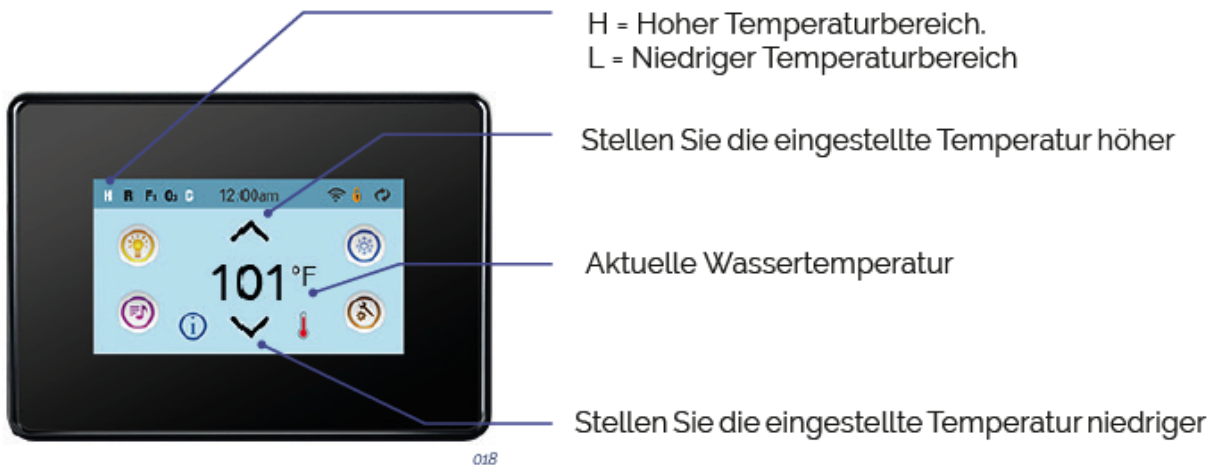 H = Hoher Temperaturbereich.
L = Niedriger Temperaturbereich
Stellen Sie die eingestellte Temperatur höher
H R F1 O3 C 12:00am
101°F
Aktuelle Wassertemperatur
Stellen Sie die eingestellte Temperatur niedriger
018